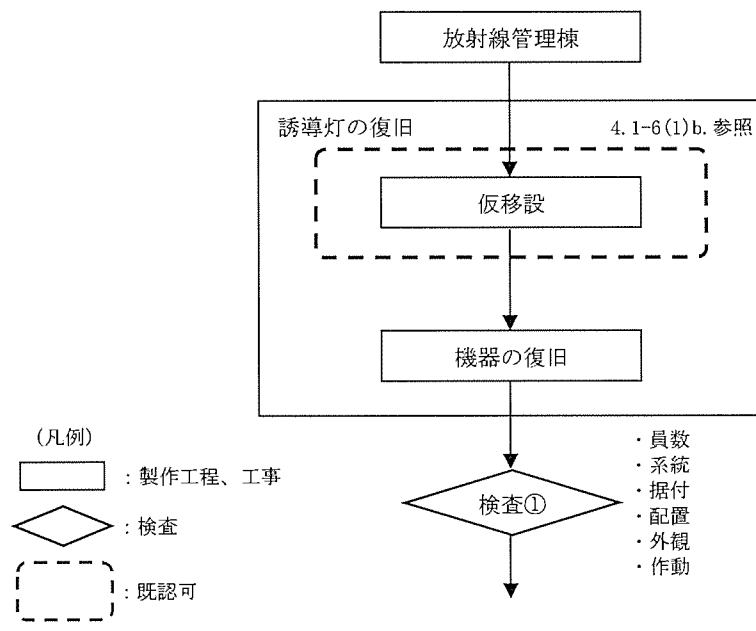 放射線管理棟
誘導灯の復旧
4.1-6(1)b.参照
仮移設
機器の復旧
検査①
・員数
・系統
・据付
・配置
・外観
・作動
(凡例)
:製作工程、工事
:検査
:既認可